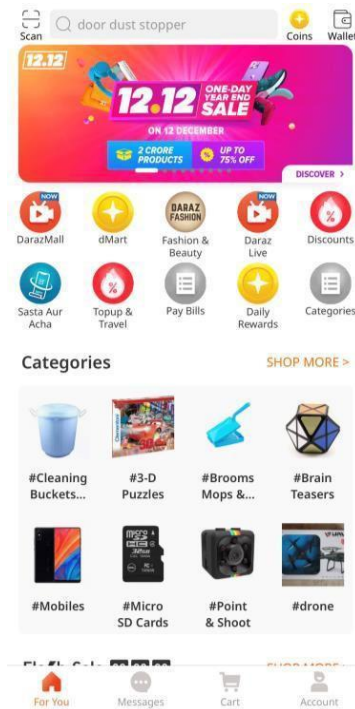 Scan
door dust stopper
Coins
Wallet
12.12
12.12 ONE-DAY YEAR END SALE
ON 12 DECEMBER
2 CRORE PRODUCTS
UP TO 75% OFF
DISCOVER >
NOW
DARAZ FASHION
NOW
%
DarazMall
dMart
Fashion & Beauty
Daraz Live
Discounts
%
Sasta Aur Acha
Topup & Travel
Pay Bills
Daily Rewards
Categories
Categories
SHOP MORE >
#Cleaning Buckets...
#3-D Puzzles
#Brooms Mops &...
#Brain Teasers
#Mobiles
#Micro SD Cards
#Point & Shoot
#drone
For You
Messages
Cart
Account